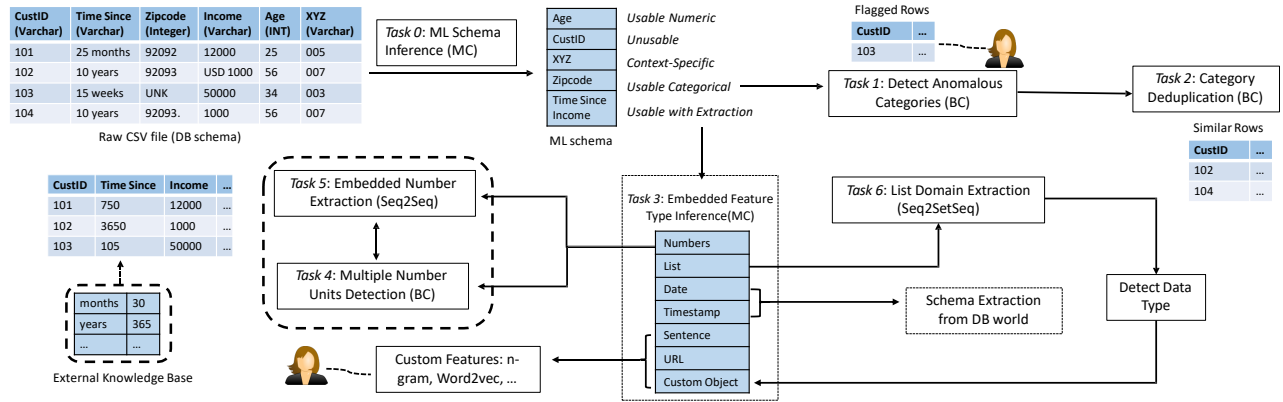 CustID (Varchar) Time Since (Varchar) Zipcode (Integer) Income (Varchar) Age (INT) XYZ (Varchar)
101 25 months 92092 12000 25 005
102 10 years 92093 USD 1000 56 007
103 15 weeks UNK 50000 34 003
104 10 years 92093. 1000 56 007
Raw CSV file (DB schema)
Task 0: ML Schema
Inference (MC)
Age
CustID
XYZ
Zipcode
Time Since
Income
ML schema
Usable Numeric
Unusable
Context-Specific
Usable Categorical
Usable with Extraction
Flagged Rows
CustID ...
103 ...
Task 1: Detect Anomalous
Categories (BC)
Task 2: Category
Deduplication (BC)
Similar Rows
CustID ...
102 ...
104 ...
CustID Time Since Income ...
101 750 12000 ...
102 3650 1000 ...
103 105 50000 ...
months 30
years 365
... ...
External Knowledge Base
Task 5: Embedded Number
Extraction (Seq2Seq)
Task 4: Multiple Number
Units Detection (BC)
Custom Features: n-
gram, Word2vec, ...
Task 3: Embedded Feature
Type Inference(MC)
Numbers
List
Date
Timestamp
Sentence
URL
Custom Object
Task 6: List Domain Extraction
(Seq2SetSeq)
Schema Extraction
from DB world
Detect Data
Type